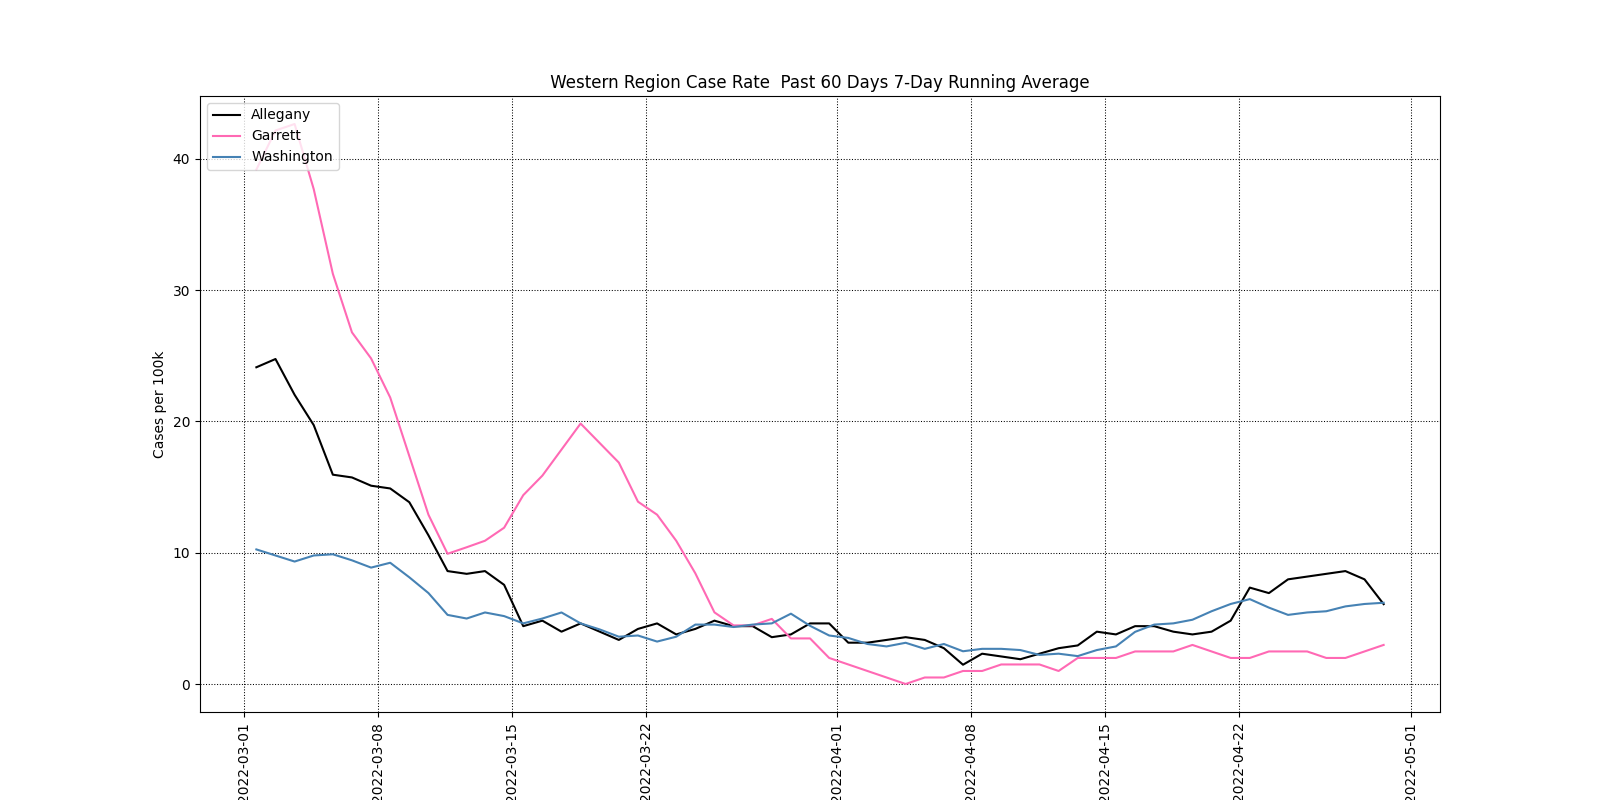 Western Region Case Rate  Past 60 Days 7-Day Running Average
Allegany
Garrett
Washington
Cases per 100k
40
30
20
10
0
2022-03-01
2022-03-08
2022-03-15
2022-03-22
2022-04-01
2022-04-08
2022-04-15
2022-04-22
2022-05-01